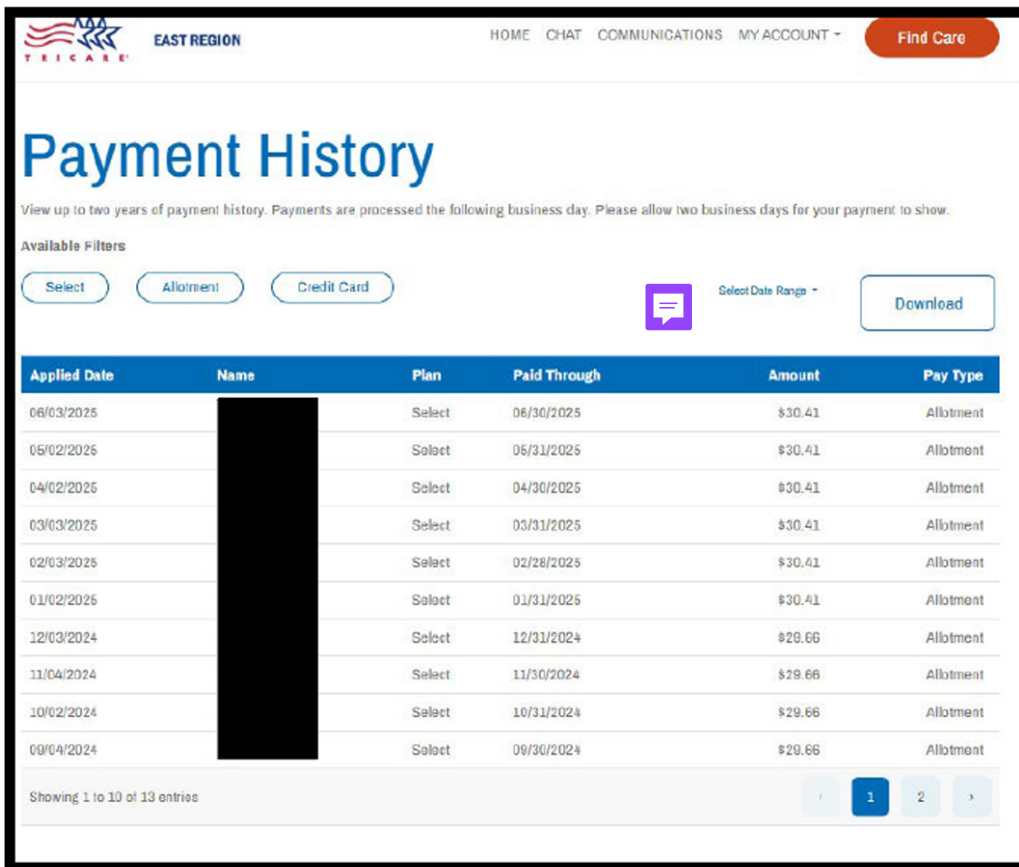 EAST REGION HOME CHAT COMMUNICATIONS MY ACCOUNT Find Care
TRICARE
Payment History
View up to two years of payment history. Payments are processed the following business day. Please allow two business days for your payment to show.
Available Filters
Select Allotment Credit Card Select Date Range Download
Applied Date Name Plan Paid Through Amount Pay Type
06/03/2025 Select 06/30/2025 $30.41 Allotment
05/02/2025 Select 05/31/2025 $30.41 Allotment
04/02/2025 Select 04/30/2025 $30.41 Allotment
03/03/2025 Select 03/31/2025 $30.41 Allotment
02/03/2025 Select 02/28/2025 $30.41 Allotment
01/02/2025 Select 01/31/2025 $30.41 Allotment
12/03/2024 Select 12/31/2024 $29.66 Allotment
11/04/2024 Select 11/30/2024 $29.66 Allotment
10/02/2024 Select 10/31/2024 $29.66 Allotment
09/04/2024 Select 09/30/2024 $29.66 Allotment
Showing 1 to 10 of 13 entries ‹ 1 2 ›